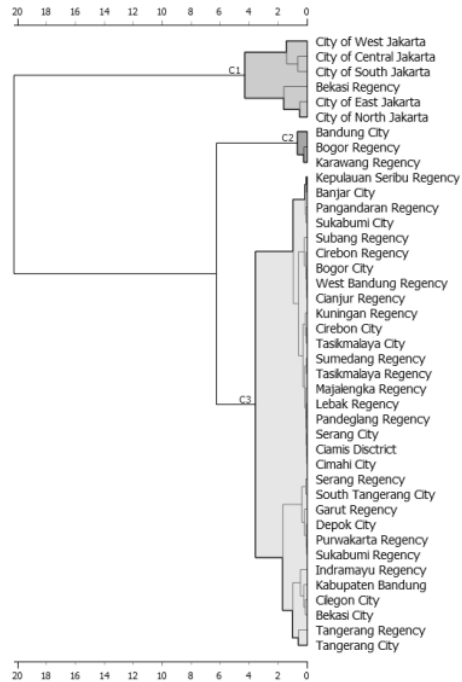 20 18 16 14 12 10 8 6 4 2 0
City of West Jakarta
City of Central Jakarta
C1
City of South Jakarta
Bekasi Regency
City of East Jakarta
City of North Jakarta
C2
Bandung City
Bogor Regency
Karawang Regency
Kepulauan Seribu Regency
Banjar City
Pangandaran Regency
Sukabumi City
Subang Regency
Cirebon Regency
Bogor City
West Bandung Regency
Cianjur Regency
Kuningan Regency
Cirebon City
Tasikmalaya City
Sumedang Regency
Tasikmalaya Regency
Majalengka Regency
C3
Lebak Regency
Pandeglang Regency
Serang City
Ciamis Disctrict
Cimahi City
Serang Regency
South Tangerang City
Garut Regency
Depok City
Purwakarta Regency
Sukabumi Regency
Indramayu Regency
Kabupaten Bandung
Cilegon City
Bekasi City
Tangerang Regency
Tangerang City
20 18 16 14 12 10 8 6 4 2 0